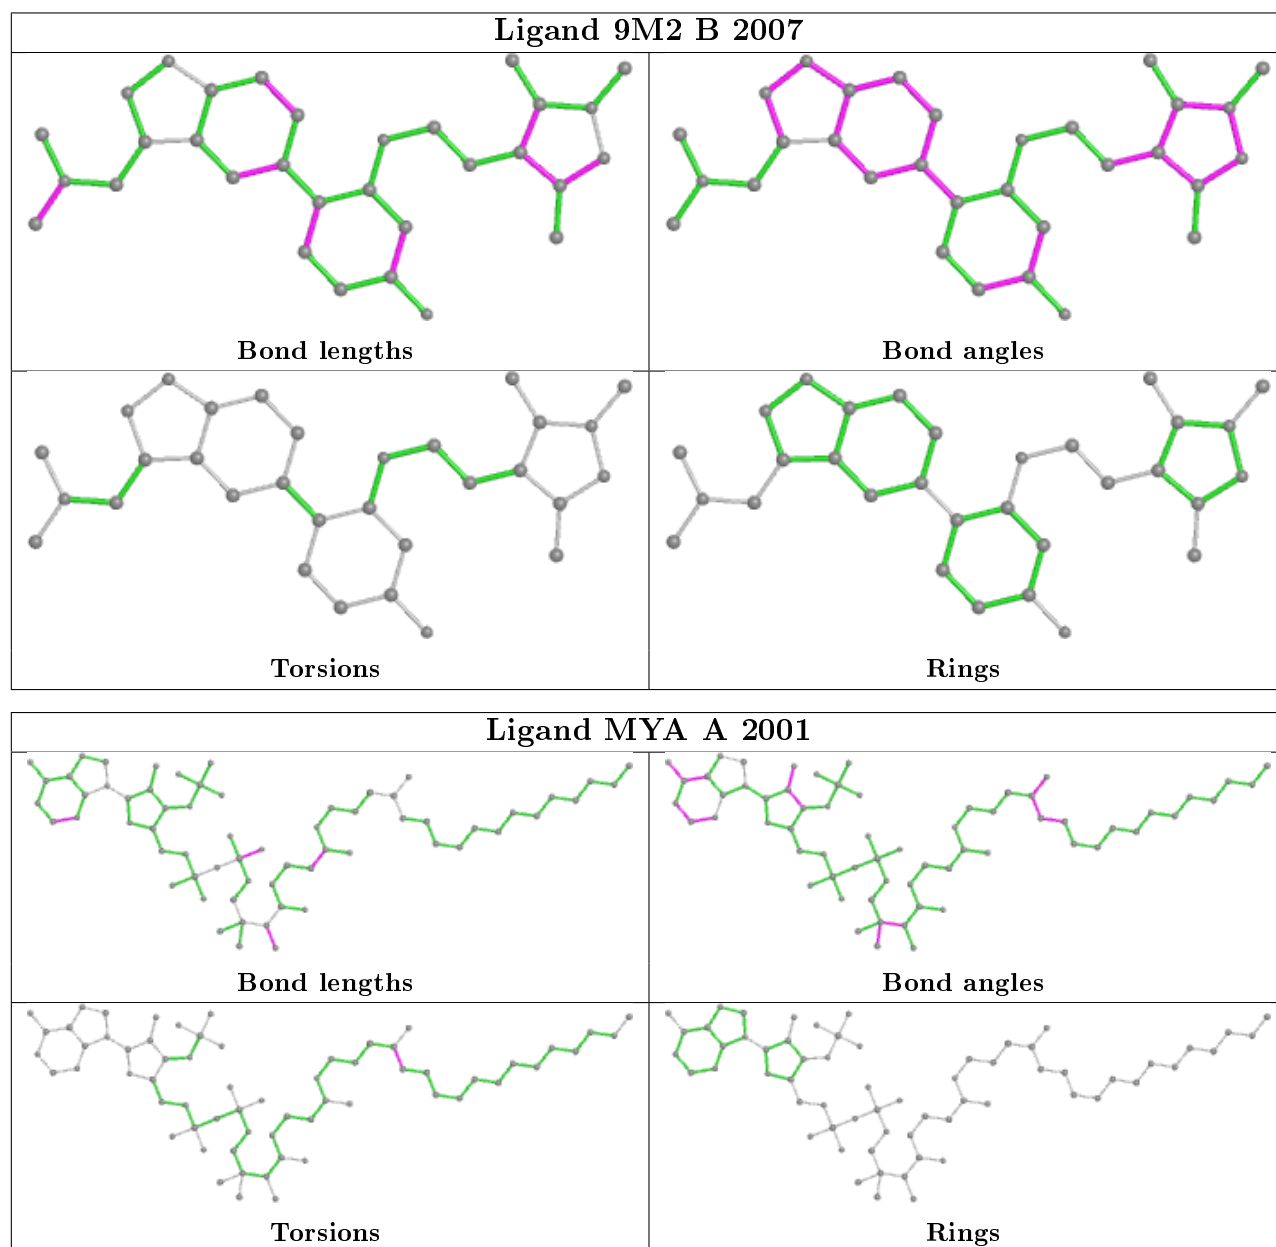 Ligand 9M2 B 2007
Bond lengths
Bond angles
Torsions
Rings
Ligand MYA A 2001
Bond lengths
Bond angles
Torsions
Rings